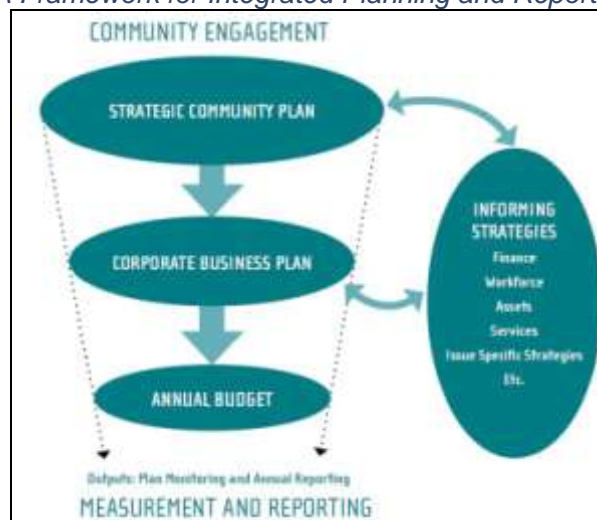 A Framework for Integrated Planning and Report
COMMUNITY ENGAGEMENT
STRATEGIC COMMUNITY PLAN
CORPORATE BUSINESS PLAN
ANNUAL BUDGET
INFORMING
STRATEGIES
Finance
Workforce
Assets
Services
Issue Specific Strategies
Etc.
Outputs: Plan Monitoring and Annual Reporting
MEASUREMENT AND REPORTING